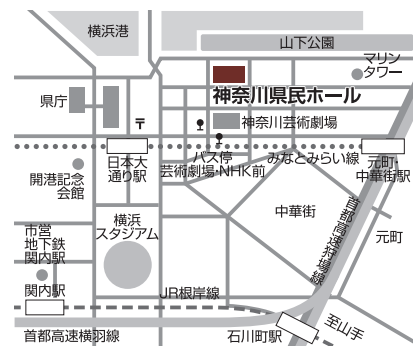 横浜港
山下公園
マリン
タワー
県庁
神奈川県民ホール
神奈川芸術劇場
〒
日本大
通り駅
バス停
芸術劇場・NHK前
みなとみらい線
元町・
中華街駅
開港記念
会館
中華街
首都高速狩場線
元町
横浜
スタジアム
市営
地下鉄
関内駅
関内駅
JR根岸線
首都高速横羽線
石川町駅
至山手